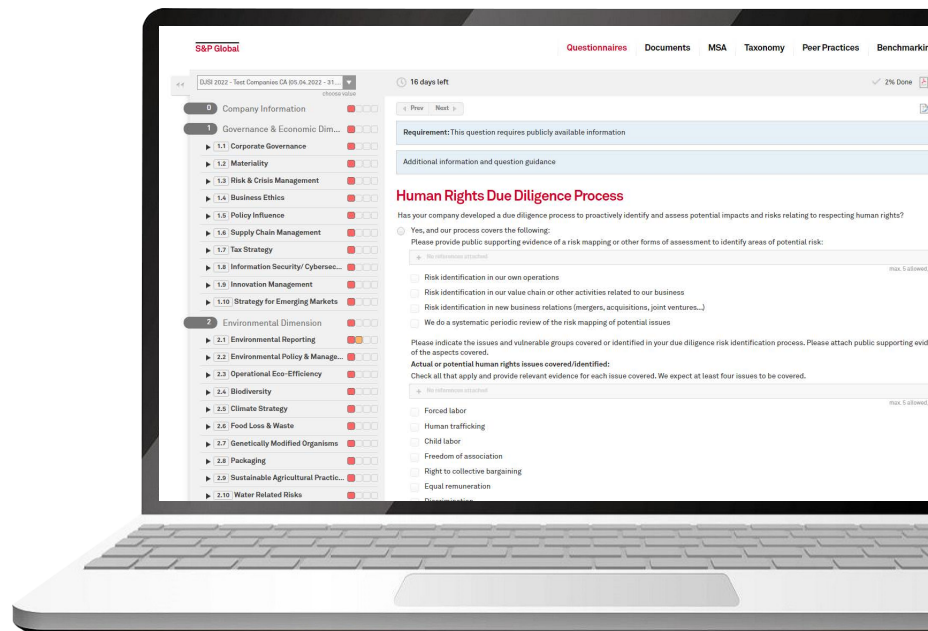 S&P Global
Questionnaires Documents MSA Taxonomy Peer Practices Benchmarkin
DJSI 2022 - Test Companies CA (05.04.2022 - 31....
choose value
16 days left
2% Done
0 Company Information
1 Governance & Economic Dim...
1.1 Corporate Governance
1.2 Materiality
1.3 Risk & Crisis Management
1.4 Business Ethics
1.5 Policy Influence
1.6 Supply Chain Management
1.7 Tax Strategy
1.8 Information Security/ Cybersec...
1.9 Innovation Management
1.10 Strategy for Emerging Markets
2 Environmental Dimension
2.1 Environmental Reporting
2.2 Environmental Policy & Manage...
2.3 Operational Eco-Efficiency
2.4 Biodiversity
2.5 Climate Strategy
2.6 Food Loss & Waste
2.7 Genetically Modified Organisms
2.8 Packaging
2.9 Sustainable Agricultural Practic...
2.10 Water Related Risks
Prev Next
Requirement: This question requires publicly available information
Additional information and question guidance
Human Rights Due Diligence Process
Has your company developed a due diligence process to proactively identify and assess potential impacts and risks relating to respecting human rights?
Yes, and our process covers the following:
Please provide public supporting evidence of a risk mapping or other forms of assessment to identify areas of potential risk:
No references attached
max. 5 allowed,
Risk identification in our own operations
Risk identification in our value chain or other activities related to our business
Risk identification in new business relations (mergers, acquisitions, joint ventures...)
We do a systematic periodic review of the risk mapping of potential issues
Please indicate the issues and vulnerable groups covered or identified in your due diligence risk identification process. Please attach public supporting evid
of the aspects covered.
Actual or potential human rights issues covered/identified:
Check all that apply and provide relevant evidence for each issue covered. We expect at least four issues to be covered.
No references attached
max. 5 allowed,
Forced labor
Human trafficking
Child labor
Freedom of association
Right to collective bargaining
Equal remuneration
Discrimination